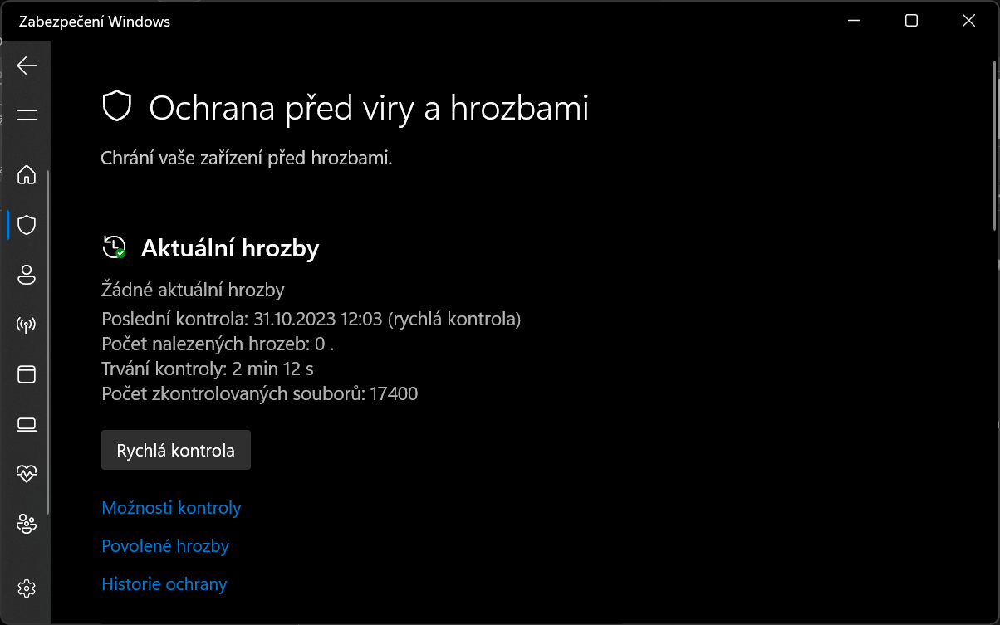 Zabezpečení Windows
Ochrana před viry a hrozbami
Chrání vaše zařízení před hrozbami.
Aktuální hrozby
Žádné aktuální hrozby
Poslední kontrola: 31.10.2023 12:03 (rychlá kontrola)
Počet nalezených hrozeb: 0 .
Trvání kontroly: 2 min 12 s
Počet zkontrolovaných souborů: 17400
Rychlá kontrola
Možnosti kontroly
Povolené hrozby
Historie ochrany